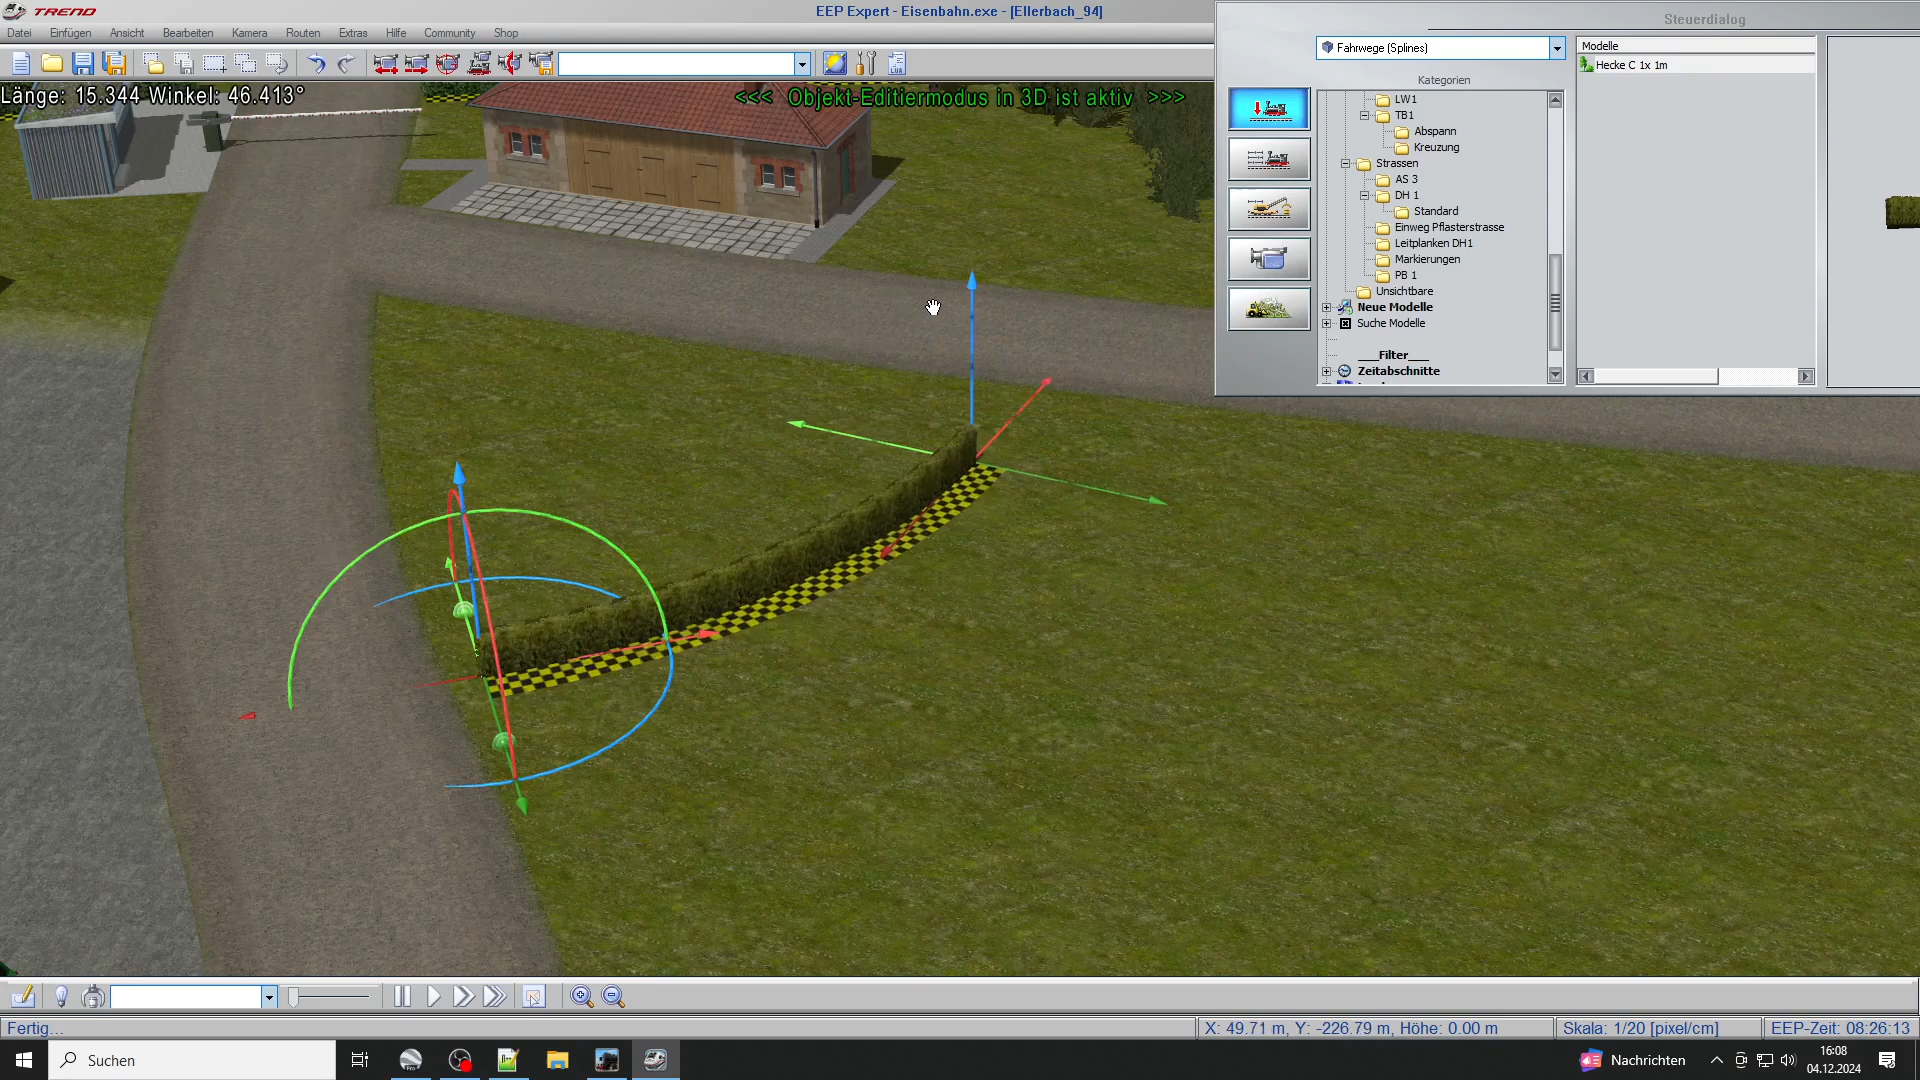 TREND
EEP Expert - Eisenbahn.exe - [Ellerbach_94]
Datei Einfügen Ansicht Bearbeiten Kamera Routen Extras Hilfe Community Shop
Länge: 15.344 Winkel: 46.413°
<<< Objekt-Editiermodus in 3D ist aktiv >>>
Steuerdialog
Fahrwege (Splines)
Kategorien
LW1
TB1
Abspann
Kreuzung
Strassen
AS 3
DH 1
Standard
Einweg Pflasterstrasse
Leitplanken DH1
Markierungen
PB 1
Unsichtbare
Neue Modelle
Suche Modelle
___Filter___
Zeitabschnitte
Modelle
Hecke C 1x 1m
Fertig...
X: 49.71 m, Y: -226.79 m, Höhe: 0.00 m
Skala: 1/20 [pixel/cm]
EEP-Zeit: 08:26:13
Suchen
Nachrichten
16:08
04.12.2024